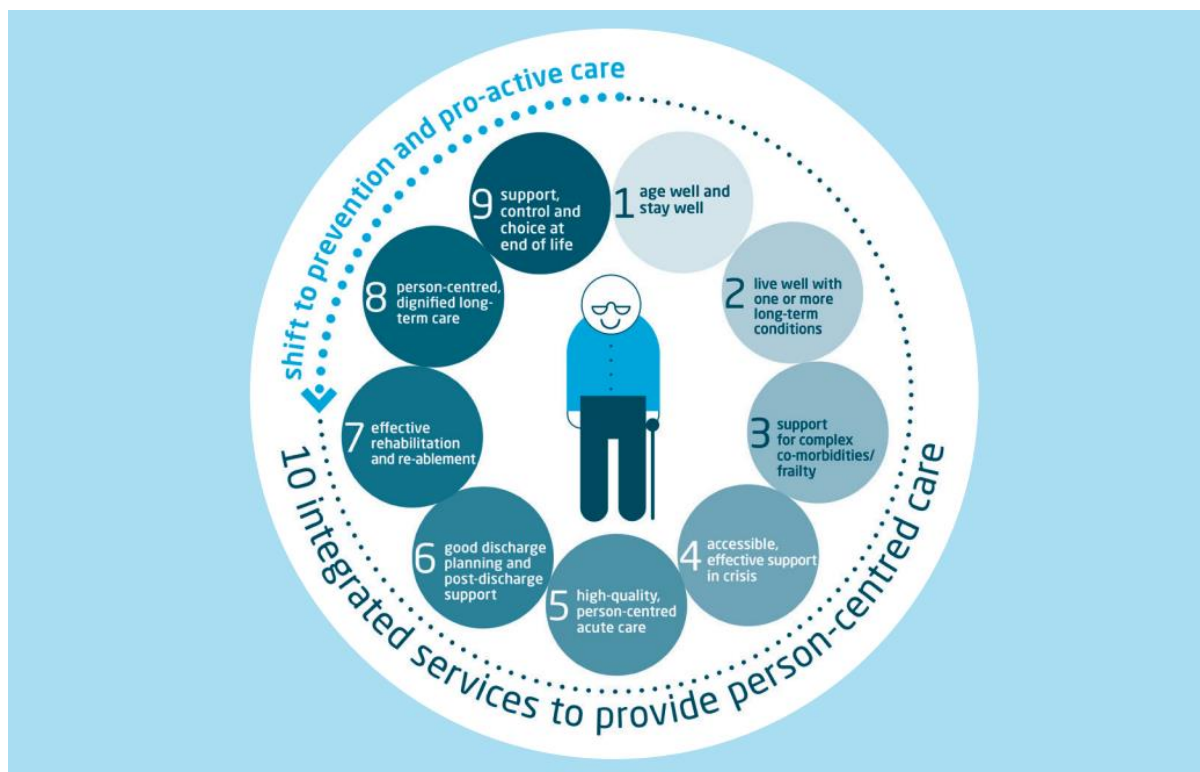 shift to prevention and pro-active care
1 age well and
stay well
2 live well with
one or more
long-term
conditions
3 support
for complex
co-morbidities/
frailty
4 accessible,
effective support
in crisis
5 high-quality,
person-centred
acute care
6 good discharge
planning and
post-discharge
support
7 effective
rehabilitation
and re-ablement
8 person-centred,
dignified long-
term care
9 support,
control and
choice at
end of life
10 integrated services to provide person-centred care